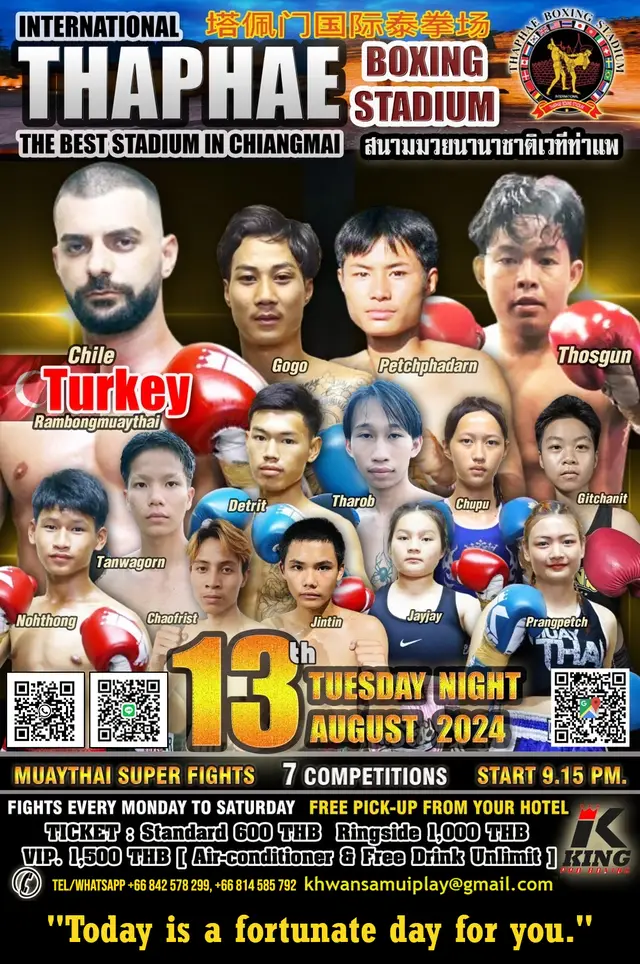 INTERNATIONAL
塔佩门国际泰拳场
THAPHAE
BOXING
STADIUM
THAPHAE BOXING STADIUM
INTERNATIONAL
THE BEST STADIUM IN CHIANGMAI
สนามมวยนานาชาติเวทีท่าแพ
Chile
Gogo
Petchphadarn
Thosgun
Turkey
Rambongmuaythai
Detrit
Tharob
Chupu
Gitchanit
Tanwagorn
Nohthong
Chaofrist
Jintin
Jayjay
Prangpetch
MUAY
THAI
13th
TUESDAY NIGHT
AUGUST 2024
MUAYTHAI SUPER FIGHTS 7 COMPETITIONS START 9.15 PM.
FIGHTS EVERY MONDAY TO SATURDAY FREE PICK-UP FROM YOUR HOTEL
TICKET : Standard 600 THB Ringside 1,000 THB
VIP. 1,500 THB [ Air-conditioner & Free Drink Unlimit ]
K
KING
TEL/WHATSAPP +66 842 578 299, +66 814 585 792 khwansamuiplay@gmail.com
"Today is a fortunate day for you."